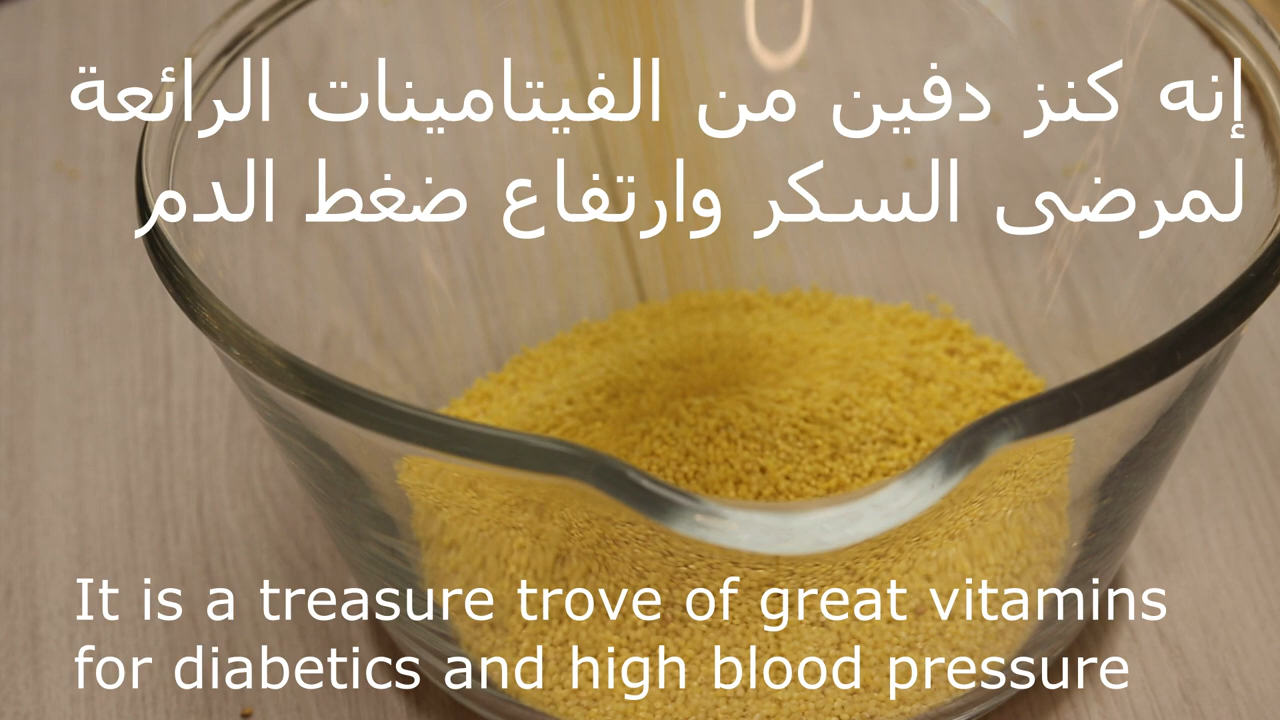 إنه كنز دفين من الفيتامينات الرائعة
لمرضى السكر وارتفاع ضغط الدم
It is a treasure trove of great vitamins
for diabetics and high blood pressure